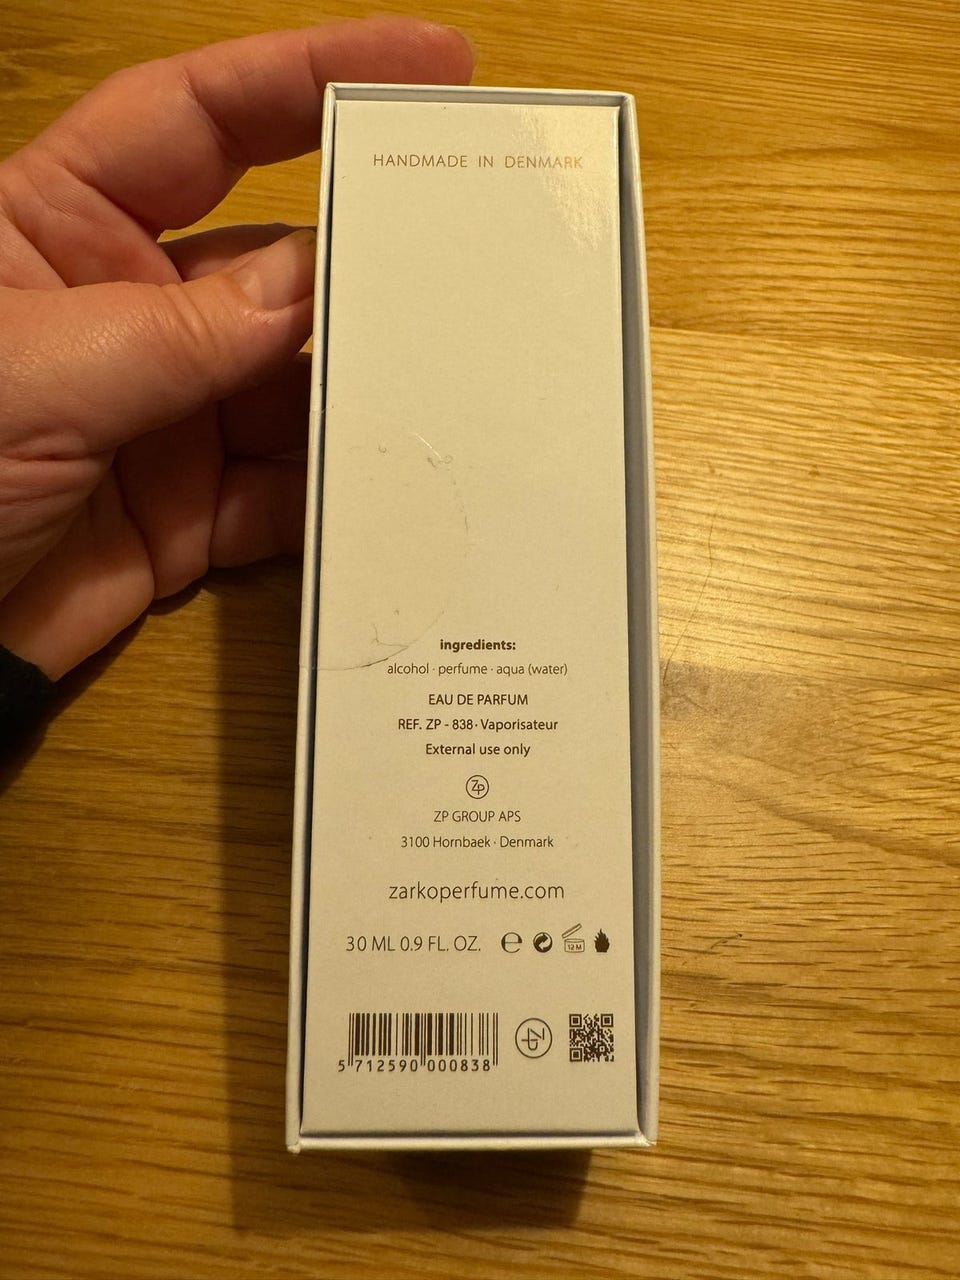 HANDMADE IN DENMARK
ingredients:
alcohol · perfume · aqua (water)
EAU DE PARFUM
REF. ZP - 838 · Vaporisateur
External use only
Zp
ZP GROUP APS
3100 Hornbaek · Denmark
zarkoperfume.com
30 ML 0.9 FL. OZ. e 12 M
5 712590 000838
Zp